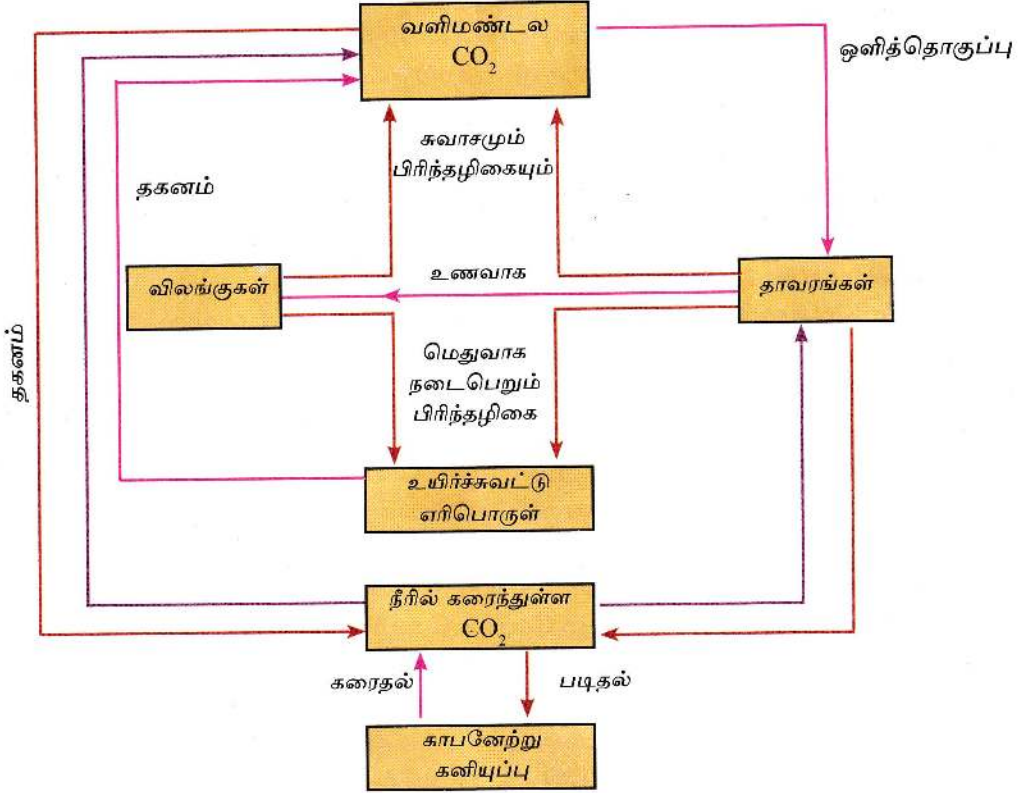 வளிமண்டல
CO₂
ஒளித்தொகுப்பு
சுவாசமும்
பிரிந்தழிகையும்
தகனம்
விலங்குகள்
உணவாக
தாவரங்கள்
தகனம்
மெதுவாக
நடைபெறும்
பிரிந்தழிகை
உயிர்ச்சுவட்டு
எரிபொருள்
நீரில் கரைந்துள்ள
CO₂
கரைதல்
படிதல்
காபனேற்று
கனியுப்பு